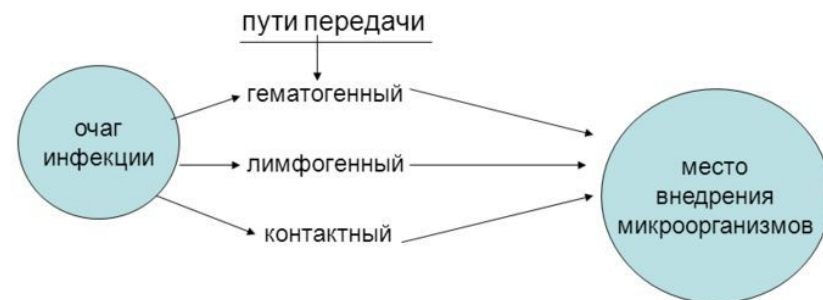 пути передачи
гематогенный
очаг
инфекции
лимфогенный
контактный
место
внедрения
микроорганизмов